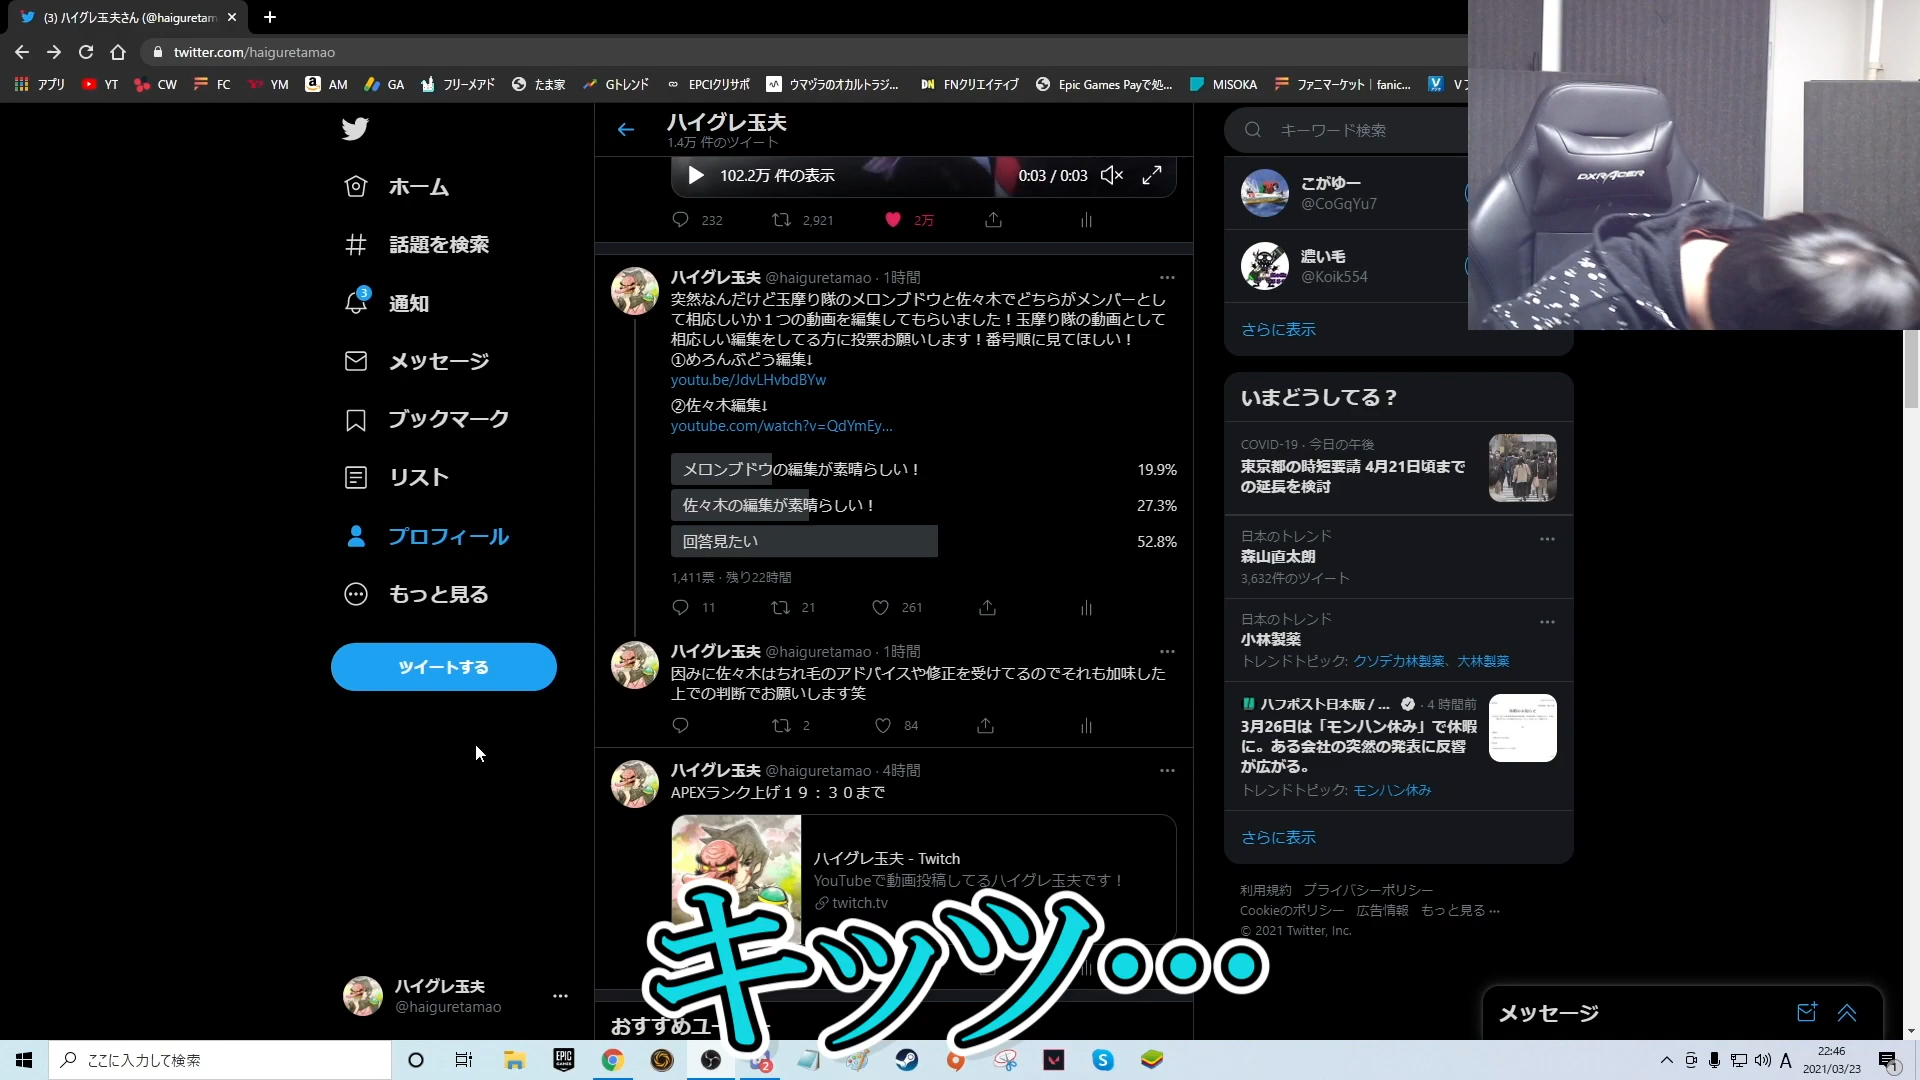 (3) ハイグレ玉夫さん (@haiguretam
twitter.com/haiguretamao
アプリ YT CW FC YM AM GA フリーメアド たま家 Gトレンド EPCIクリサポ ウマヅラのオカルトラジ... FNクリエイティブ Epic Games Payで処... MISOKA ファニマーケット | fanic...
ハイグレ玉夫
1.4万 件のツイート
ホーム
話題を検索
3
通知
メッセージ
ブックマーク
リスト
プロフィール
もっと見る
ツイートする
ハイグレ玉夫
@haiguretamao
102.2万 件の表示
0:03 / 0:03
232 2,921 2万
ハイグレ玉夫 @haiguretamao · 1時間
突然なんだけど玉摩り隊のメロンブドウと佐々木でどちらがメンバーとし
て相応しいか１つの動画を編集してもらいました！玉摩り隊の動画として
相応しい編集をしてる方に投票お願いします！番号順に見てほしい！
①めろんぶどう編集↓
youtu.be/JdvLHvbdBYw
②佐々木編集↓
youtube.com/watch?v=QdYmEy...
メロンブドウの編集が素晴らしい！ 19.9%
佐々木の編集が素晴らしい！ 27.3%
回答見たい 52.8%
1,411票 · 残り22時間
11 21 261
ハイグレ玉夫 @haiguretamao · 1時間
因みに佐々木はちれ毛のアドバイスや修正を受けてるのでそれも加味した
上での判断でお願いします笑
2 84
ハイグレ玉夫 @haiguretamao · 4時間
APEXランク上げ１９：３０まで
ハイグレ玉夫 - Twitch
YouTubeで動画投稿してるハイグレ玉夫です！
twitch.tv
キッツ…
おすすめユー
キーワード検索
DXRACER
こがゆー
@CoGqYu7
濃い毛
@Koik554
さらに表示
いまどうしてる？
COVID-19 · 今日の午後
東京都の時短要請 4月21日頃まで
の延長を検討
日本のトレンド
森山直太朗
3,632件のツイート
日本のトレンド
小林製薬
トレンドトピック: クソデカ林製薬、大林製薬
ハフポスト日本版 / ... · 4 時間前
3月26日は「モンハン休み」で休暇
に。ある会社の突然の発表に反響
が広がる。
トレンドトピック: モンハン休み
さらに表示
利用規約 プライバシーポリシー
Cookieのポリシー 広告情報 もっと見る ...
© 2021 Twitter, Inc.
メッセージ
ここに入力して検索
EPIC GAMES
2
A
22:46
2021/03/23
1